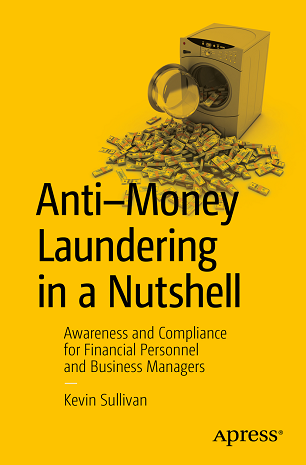 Anti–Money
Laundering
in a Nutshell
Awareness and Compliance
for Financial Personnel
and Business Managers
Kevin Sullivan
Apress®